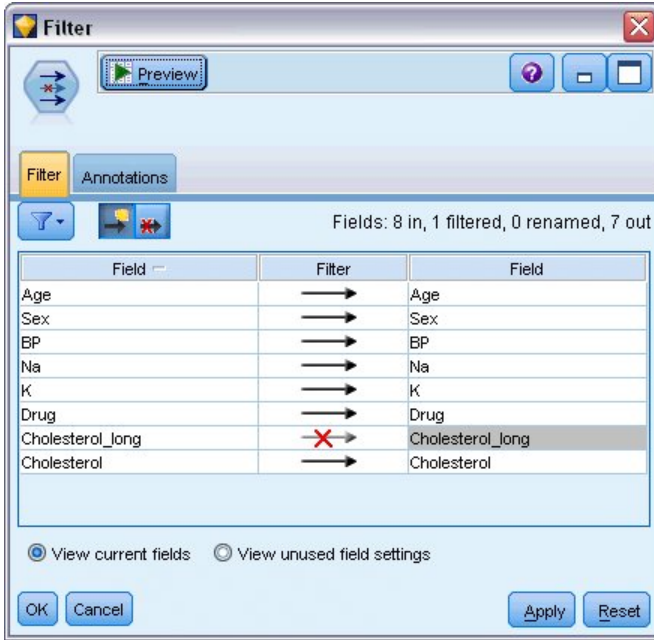 Filter
Preview
Filter Annotations
Fields: 8 in, 1 filtered, 0 renamed, 7 out
Field Filter Field
Age Age
Sex Sex
BP BP
Na Na
K K
Drug Drug
Cholesterol_long Cholesterol_long
Cholesterol Cholesterol
View current fields View unused field settings
OK Cancel Apply Reset